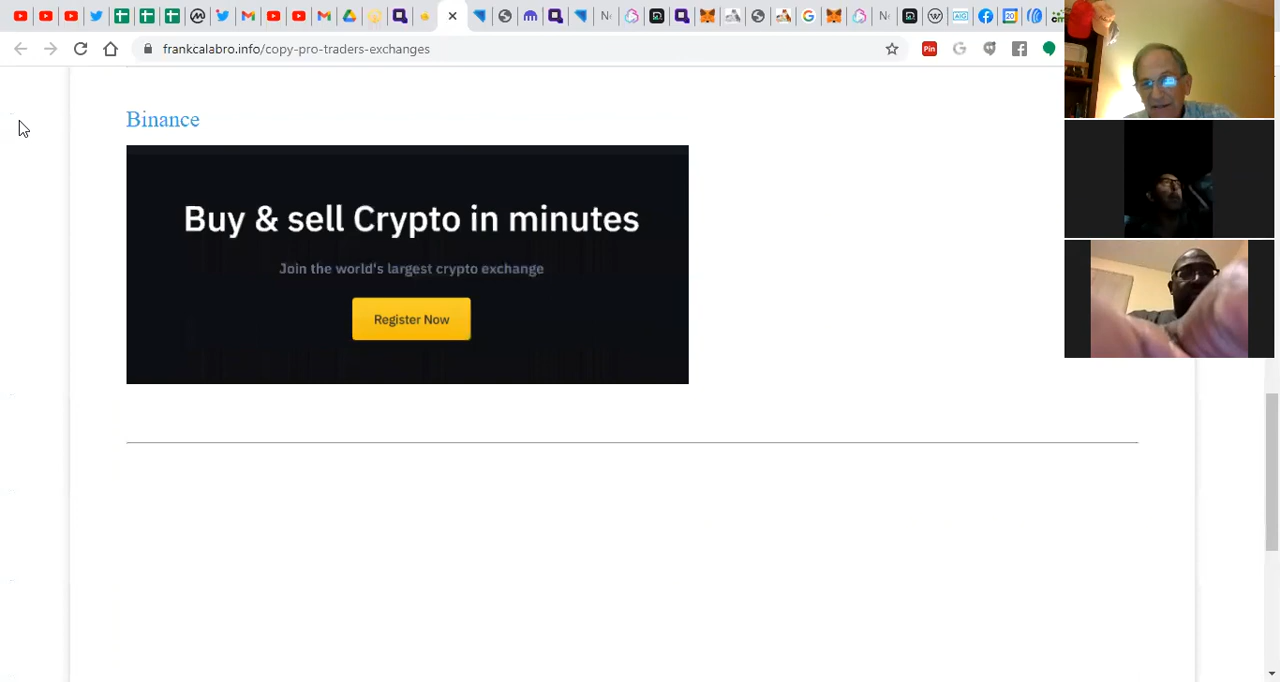 frankcalabro.info/copy-pro-traders-exchanges
Binance
Buy & sell Crypto in minutes
Join the world's largest crypto exchange
Register Now